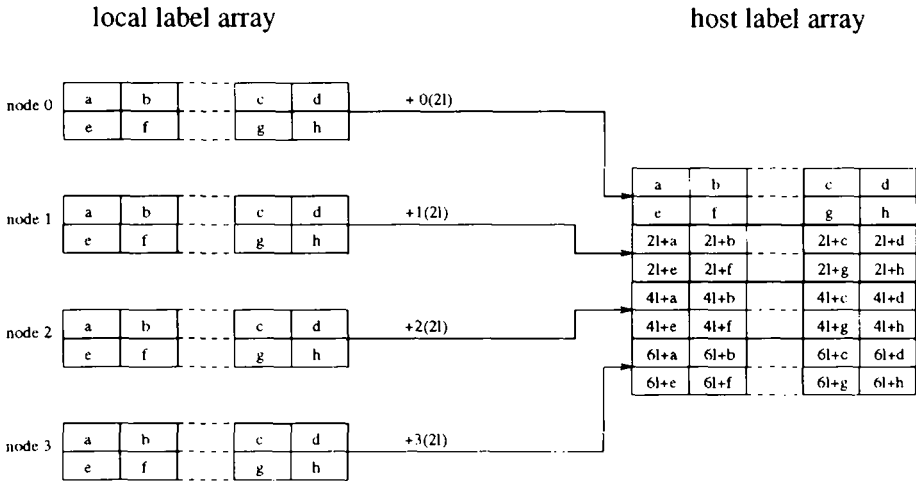 local label array
host label array
node 0
a b c d
e f g h
+ 0(2l)
node 1
a b c d
e f g h
+1(2l)
node 2
a b c d
e f g h
+2(2l)
node 3
a b c d
e f g h
+3(2l)
a b c d
e f g h
2l+a 2l+b 2l+c 2l+d
2l+e 2l+f 2l+g 2l+h
4l+a 4l+b 4l+c 4l+d
4l+e 4l+f 4l+g 4l+h
6l+a 6l+b 6l+c 6l+d
6l+e 6l+f 6l+g 6l+h